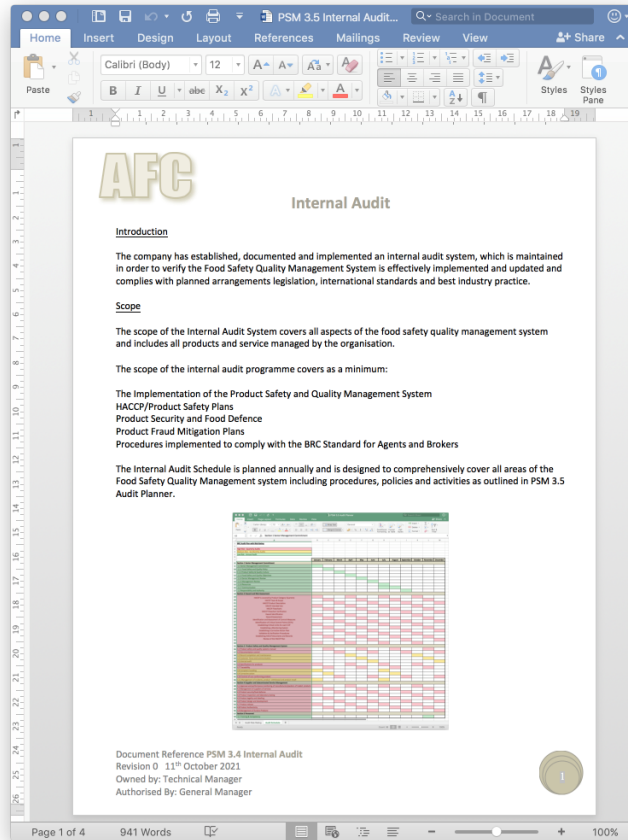 PSM 3.5 Internal Audit...
Search in Document
Home Insert Design Layout References Mailings Review View Share
Paste
Calibri (Body) 12
B I U abc X2 X2 A A
Styles Styles Pane
AFC
Internal Audit
Introduction
The company has established, documented and implemented an internal audit system, which is maintained
in order to verify the Food Safety Quality Management System is effectively implemented and updated and
complies with planned arrangements legislation, international standards and best industry practice.
Scope
The scope of the Internal Audit System covers all aspects of the food safety quality management system
and includes all products and service managed by the organisation.
The scope of the internal audit programme covers as a minimum:
The Implementation of the Product Safety and Quality Management System
HACCP/Product Safety Plans
Product Security and Food Defence
Product Fraud Mitigation Plans
Procedures implemented to comply with the BRC Standard for Agents and Brokers
The Internal Audit Schedule is planned annually and is designed to comprehensively cover all areas of the
Food Safety Quality Management system including procedures, policies and activities as outlined in PSM 3.5
Audit Planner.
Document Reference PSM 3.4 Internal Audit
Revision 0 11th October 2021
Owned by: Technical Manager
Authorised By: General Manager
1
Page 1 of 4 941 Words 100%